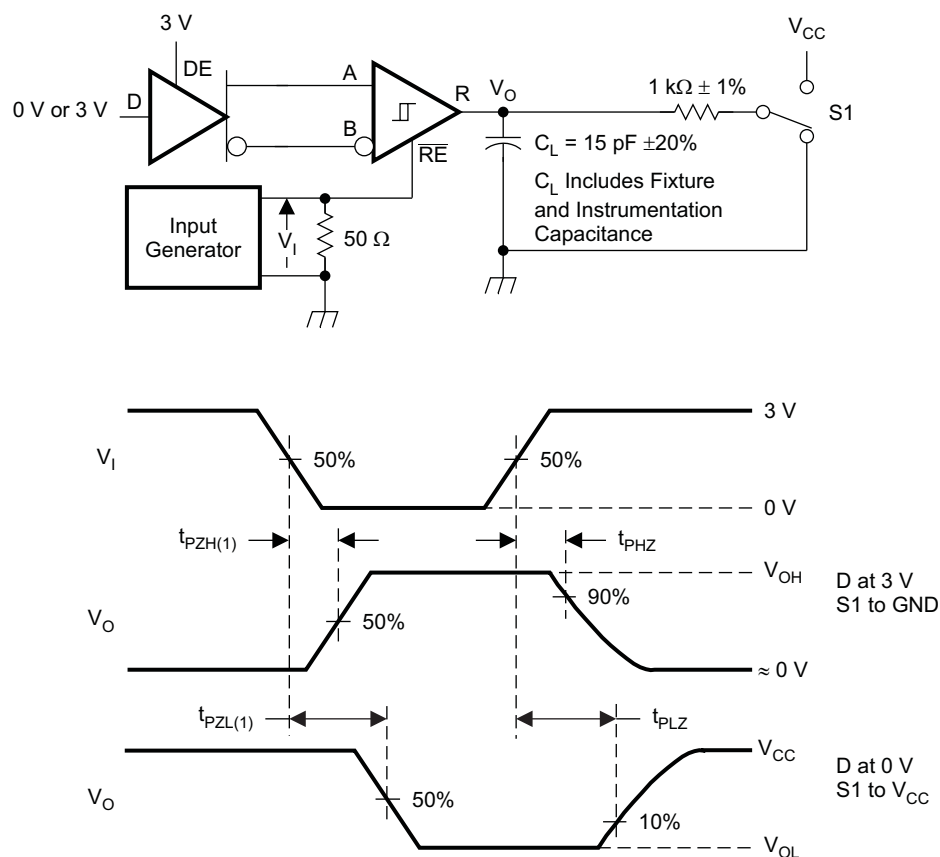 3 V
V_CC
DE
A
R
V_O
1 kΩ ± 1%
S1
D
0 V or 3 V
B
R̅E̅
C_L = 15 pF ±20%
C_L Includes Fixture
and Instrumentation
Capacitance
Input
Generator
V_I
50 Ω
3 V
V_I
50%
50%
0 V
t_PZH(1)
t_PHZ
V_OH
D at 3 V
S1 to GND
90%
V_O
50%
≈ 0 V
t_PZL(1)
t_PLZ
V_CC
D at 0 V
S1 to V_CC
V_O
50%
10%
V_OL